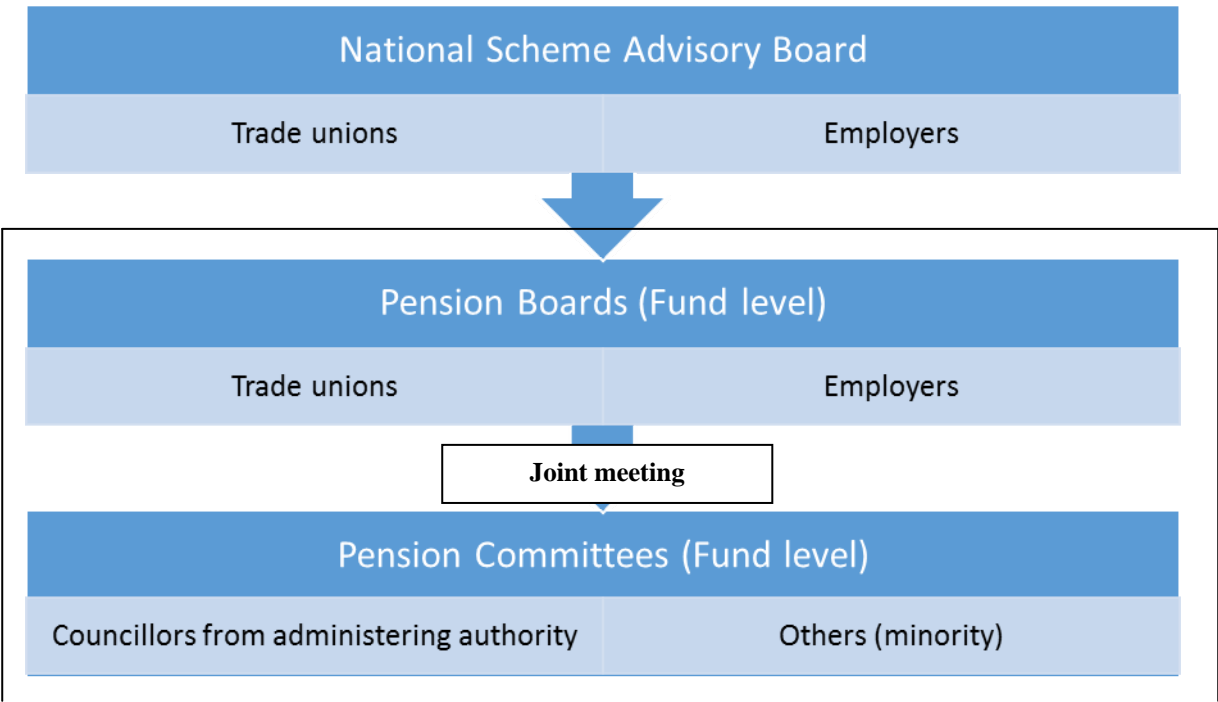 National Scheme Advisory Board
Trade unions
Employers
Pension Boards (Fund level)
Trade unions
Employers
Joint meeting
Pension Committees (Fund level)
Councillors from administering authority
Others (minority)